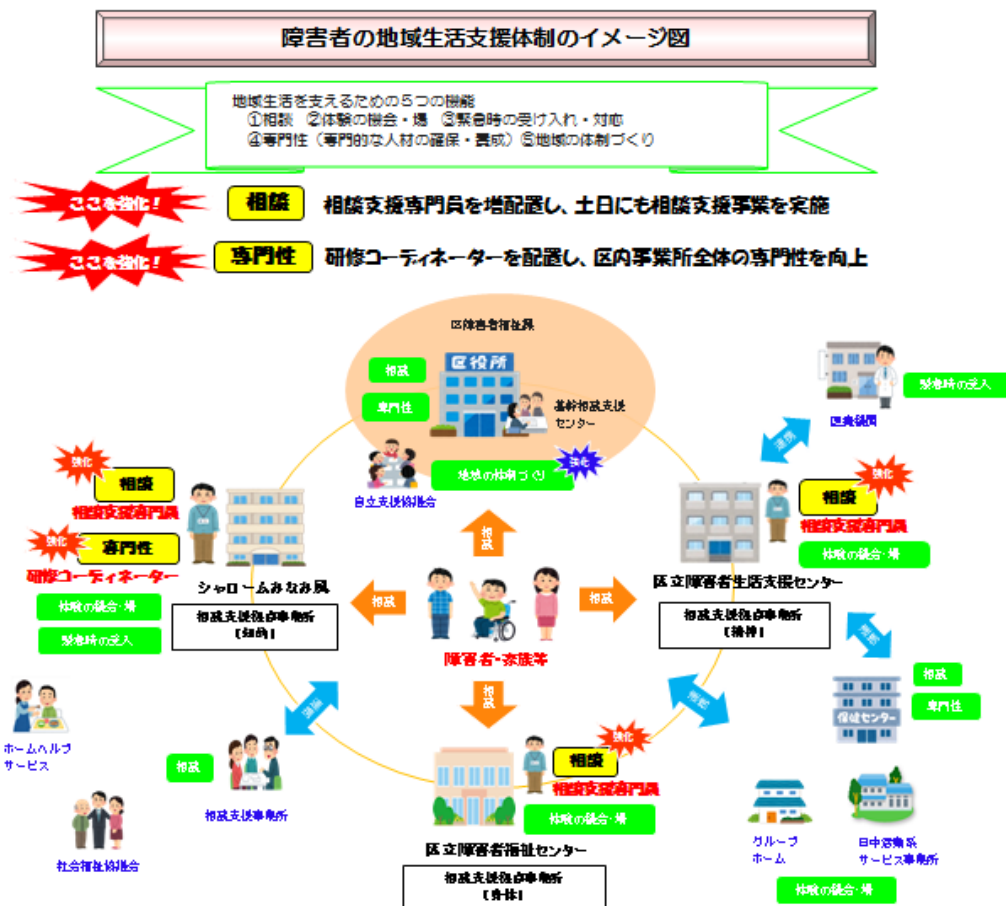 障害者の地域生活支援体制のイメージ図
地域生活を支えるための５つの機能
①相談 ②体験の機会・場 ③緊急時の受け入れ・対応
④専門性（専門的な人材の確保・養成）⑤地域の体制づくり
ここを強化！
相談
相談支援専門員を増配置し、土日にも相談支援事業を実施
ここを強化！
専門性
研修コーディネーターを配置し、区内事業所全体の専門性を向上
区障害者福祉課
区役所
相談
専門性
基幹相談支援
センター
地域の体制づくり
強化
自立支援協議会
緊急時の受入
医療機関
連携
強化
相談
相談支援専門員
強化
専門性
研修コーディネーター
体験の機会・場
緊急時の受入
シャロームみなみ風
相談支援拠点事業所
【知的】
強化
相談
相談支援専門員
体験の機会・場
区立障害者生活支援センター
相談支援拠点事業所
【精神】
相談
相談
相談
相談
障害者・家族等
連携
連携
連携
相談
専門性
保健センター
ホームヘルプ
サービス
相談
相談支援事業所
社会福祉協議会
強化
相談
相談支援専門員
体験の機会・場
区立障害者福祉センター
相談支援拠点事業所
【身体】
グループ
ホーム
日中活動系
サービス事業所
体験の機会・場